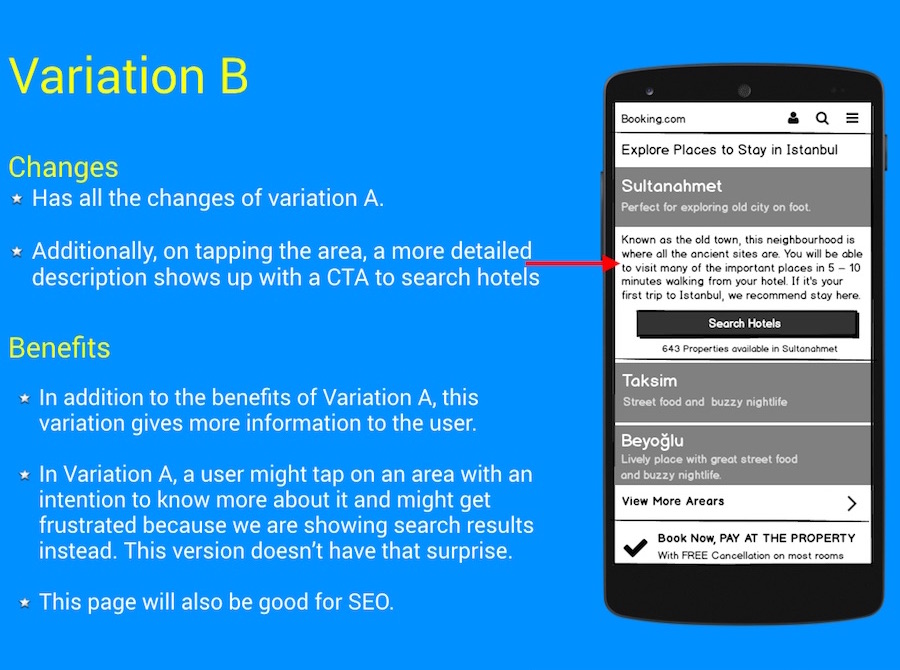 Variation B
Changes
Has all the changes of variation A.
Additionally, on tapping the area, a more detailed
description shows up with a CTA to search hotels
Benefits
In addition to the benefits of Variation A, this
variation gives more information to the user.
In Variation A, a user might tap on an area with an
intention to know more about it and might get
frustrated because we are showing search results
instead. This version doesn't have that surprise.
This page will also be good for SEO.
Booking.com
Explore Places to Stay in Istanbul
Sultanahmet
Perfect for exploring old city on foot.
Known as the old town, this neighbourhood is
where all the ancient sites are. You will be able
to visit many of the important places in 5 – 10
minutes walking from your hotel. If it's your
first trip to Istanbul, we recommend stay here.
Search Hotels
643 Properties available in Sultanahmet
Taksim
Street food and buzzy nightlife
Beyoğlu
Lively place with great street food
and buzzy nightlife.
View More Arears
Book Now, PAY AT THE PROPERTY
With FREE Cancellation on most rooms